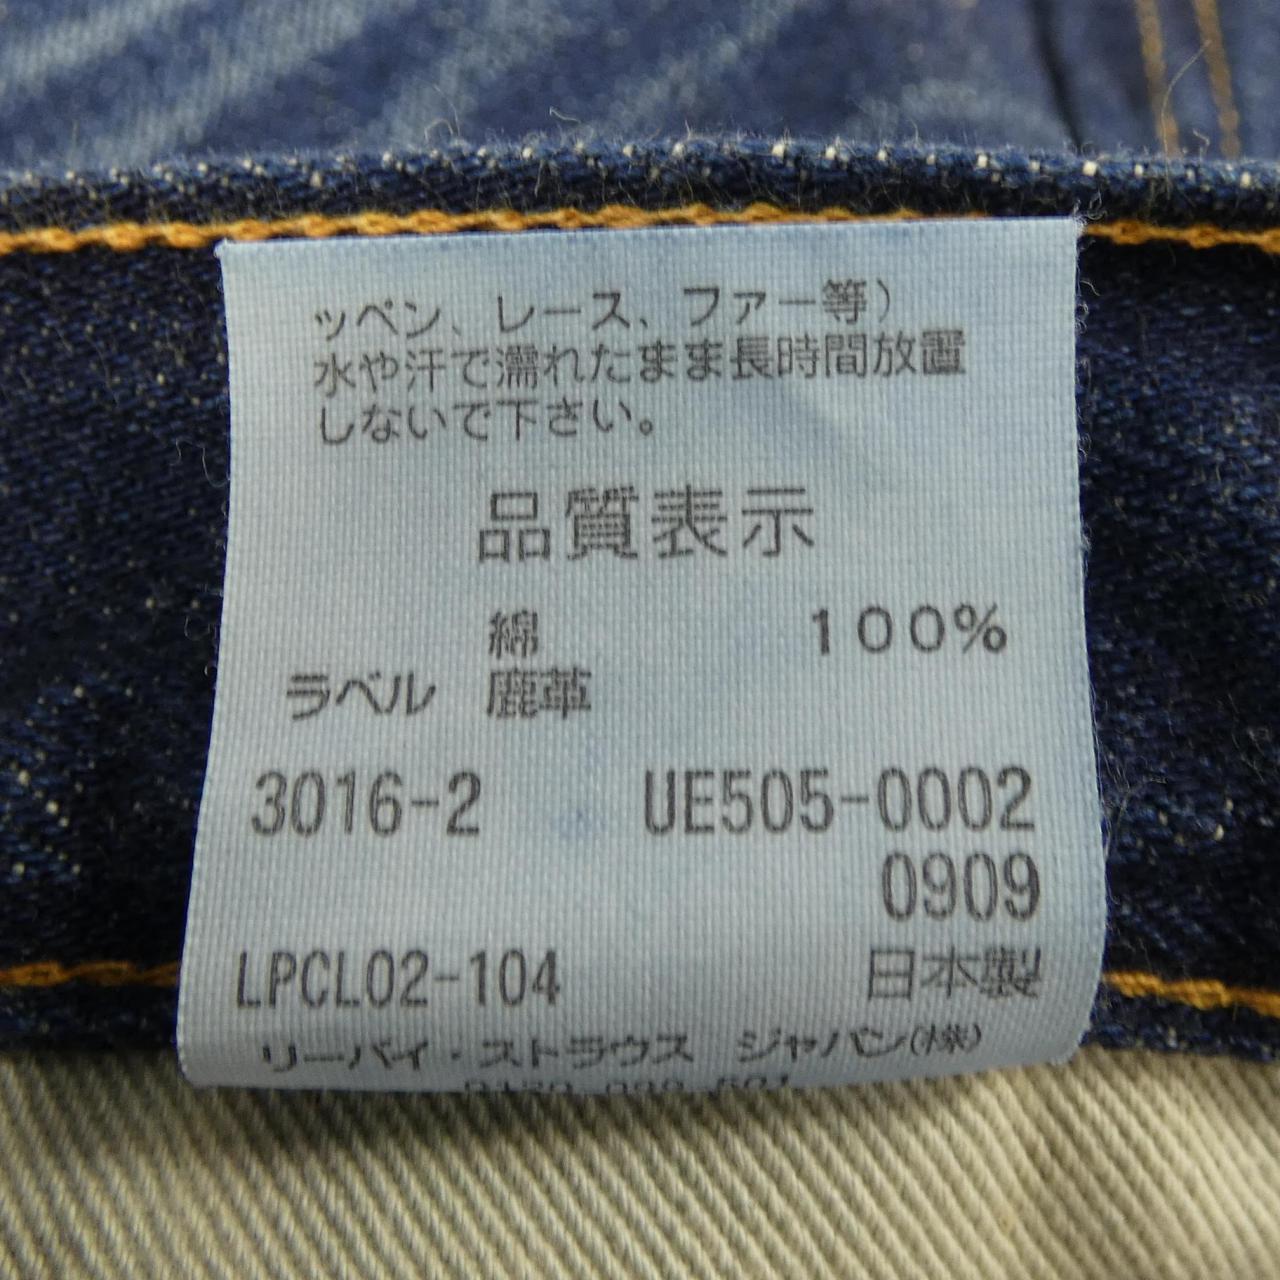 ッペン、レース、ファー等）
水や汗で濡れたまま長時間放置
しないで下さい。
品質表示
綿 100%
ラベル 鹿革
3016-2 UE505-0002
0909
LPCL02-104 日本製
リーバイ・ストラウス ジャパン(株)